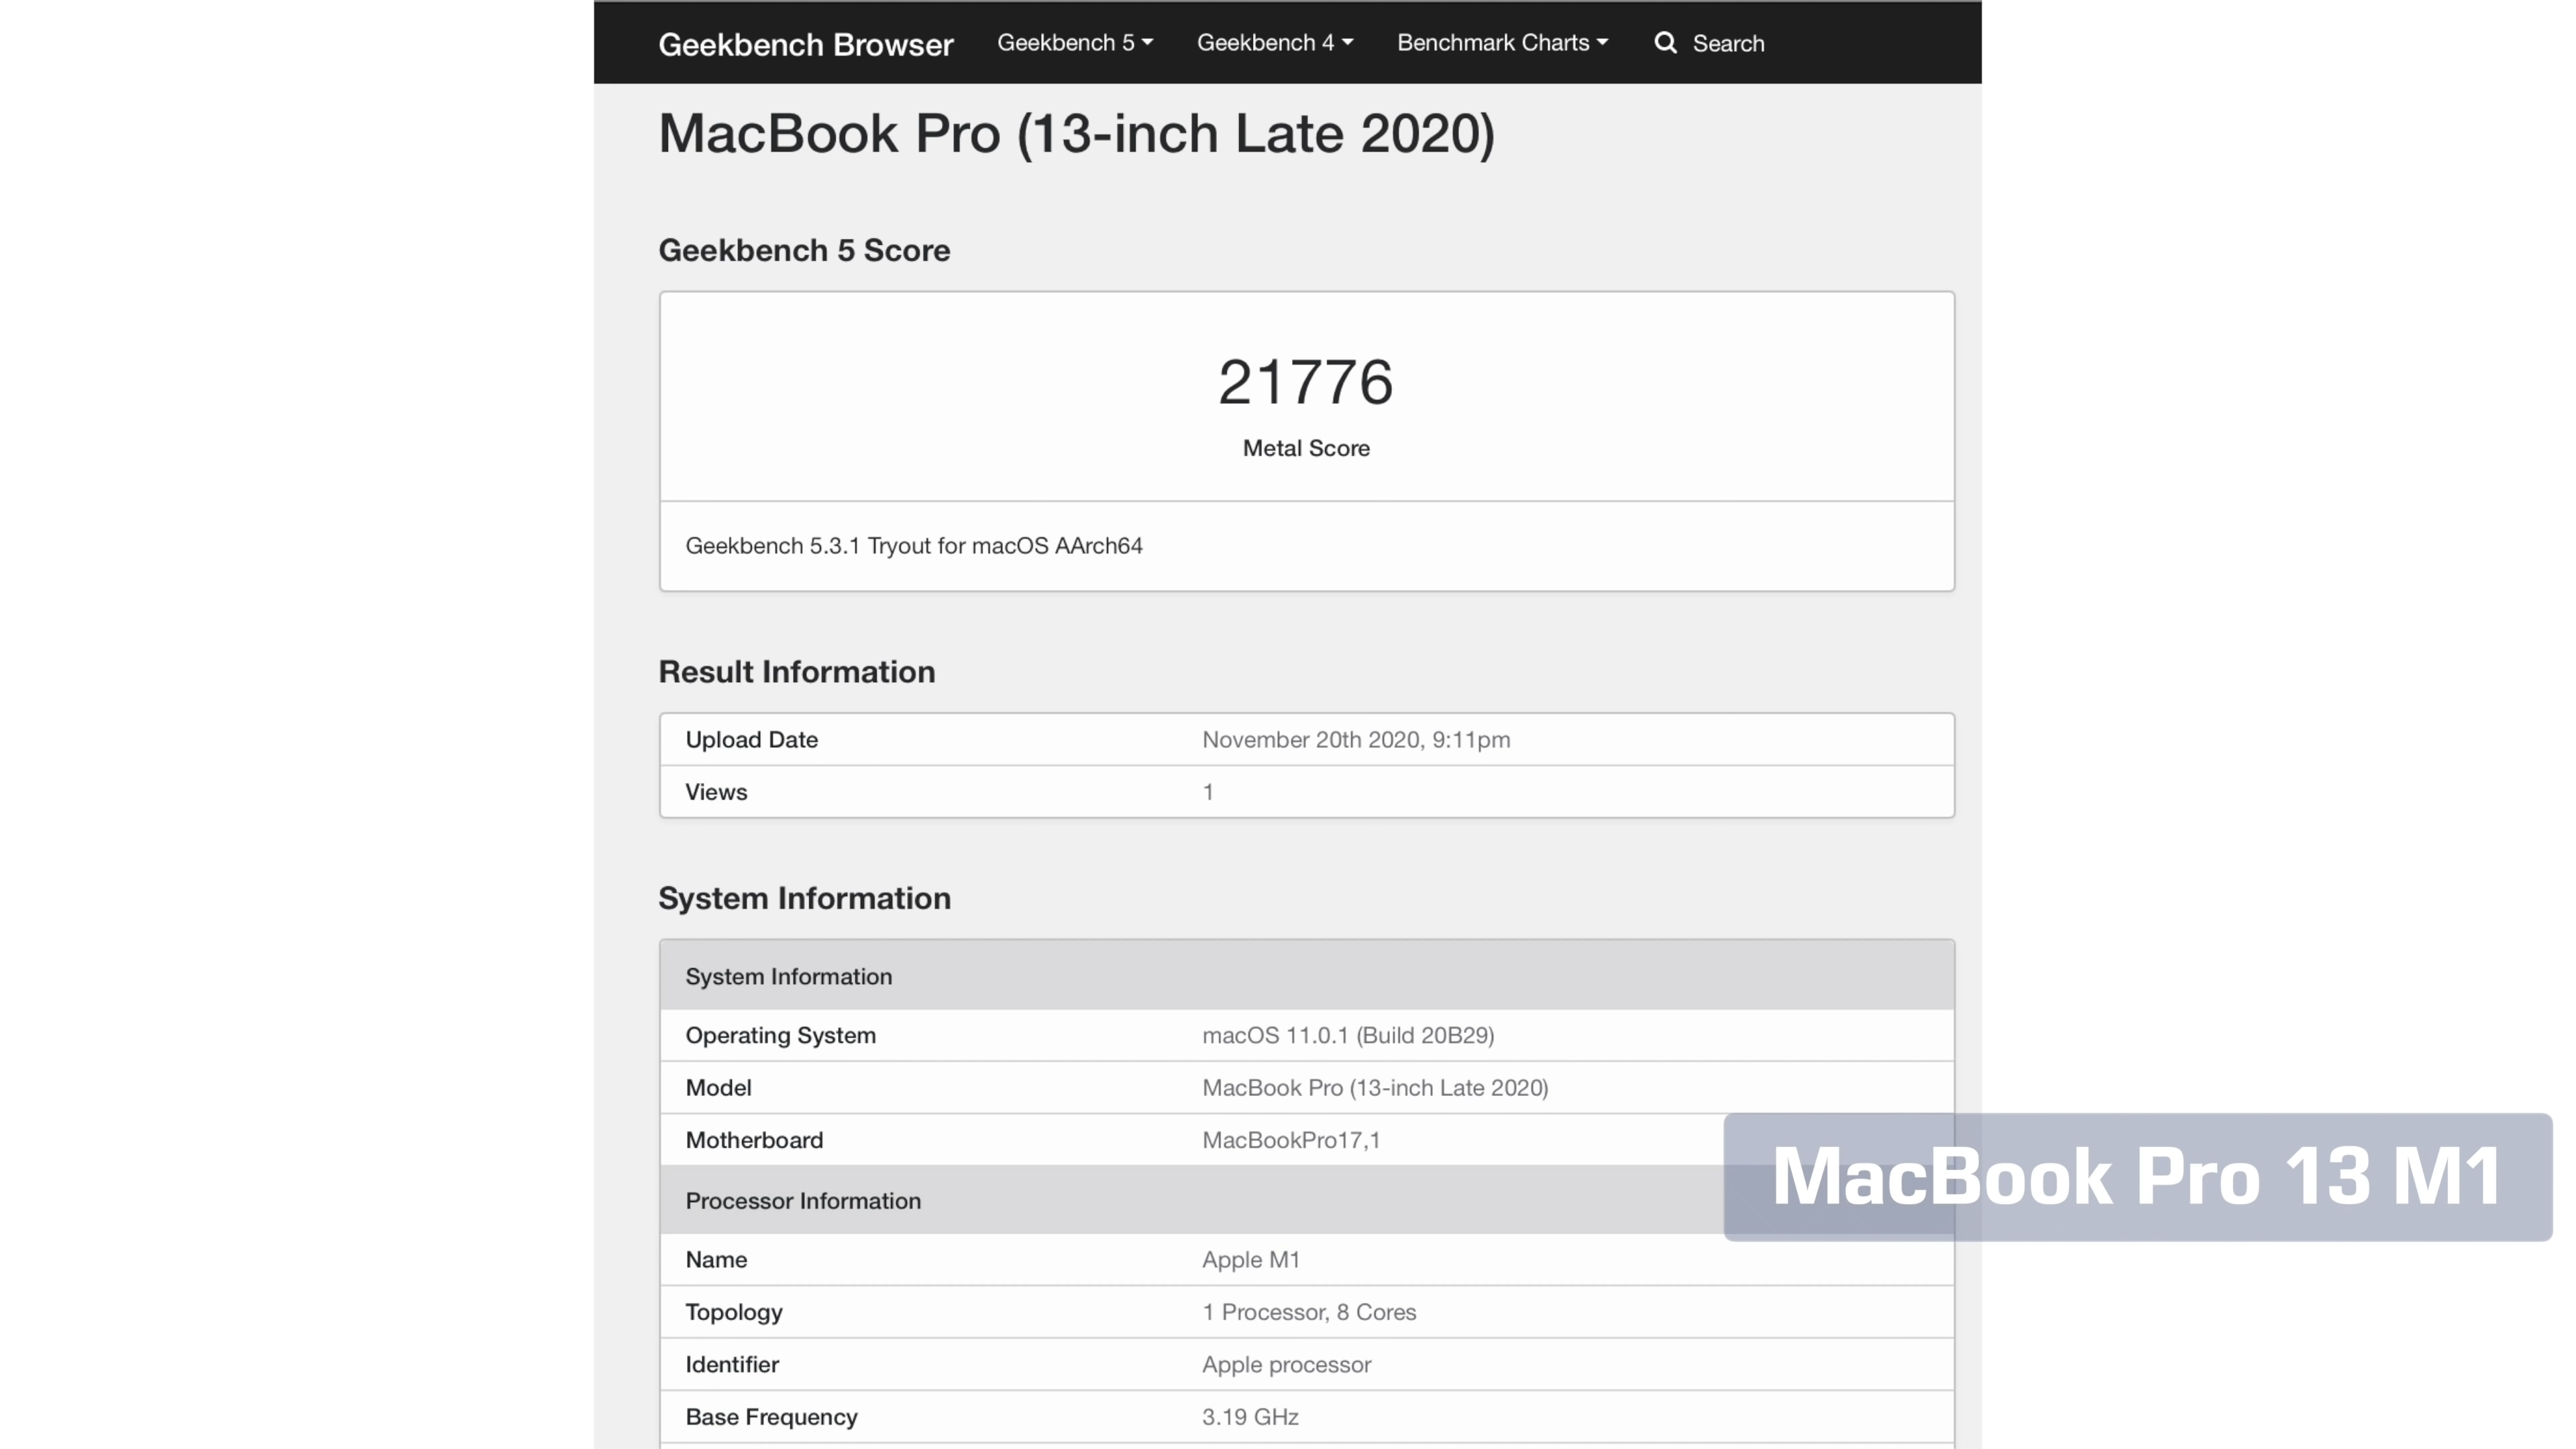 Geekbench Browser Geekbench 5 Geekbench 4 Benchmark Charts Search
MacBook Pro (13-inch Late 2020)
Geekbench 5 Score
21776
Metal Score
Geekbench 5.3.1 Tryout for macOS AArch64
Result Information
Upload Date November 20th 2020, 9:11pm
Views 1
System Information
System Information
Operating System macOS 11.0.1 (Build 20B29)
Model MacBook Pro (13-inch Late 2020)
Motherboard MacBookPro17,1
MacBook Pro 13 M1
Processor Information
Name Apple M1
Topology 1 Processor, 8 Cores
Identifier Apple processor
Base Frequency 3.19 GHz